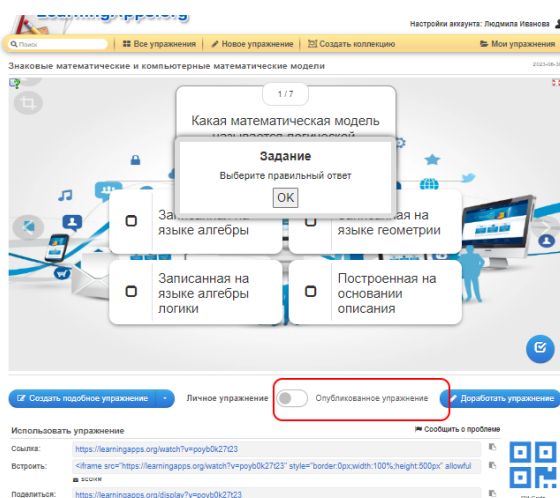 LearningApps.org
Настройки аккаунта: Людмила Иванова
Поиск
Все упражнения
Новое упражнение
Создать коллекцию
Мои упражнения
Знаковые математические и компьютерные математические модели
1 / 7
Какая математическая модель
называется логической
Задание
Выберите правильный ответ
OK
Записанная на
языке алгебры
Записанная на
языке геометрии
Записанная на
языке алгебры
логики
Построенная на
основании
описания
Создать подобное упражнение
Личное упражнение
Опубликованное упражнение
Доработать упражнение
Использовать упражнение
Сообщить о проблеме
Ссылка:
https://learningapps.org/watch?v=poyb0k27t23
Встроить:
<iframe src="https://learningapps.org/watch?v=poyb0k27t23" style="border:0px;width:100%;height:500px" allowful
SCORM
Поделиться:
https://learningapps.org/display?v=poyb0k27t23